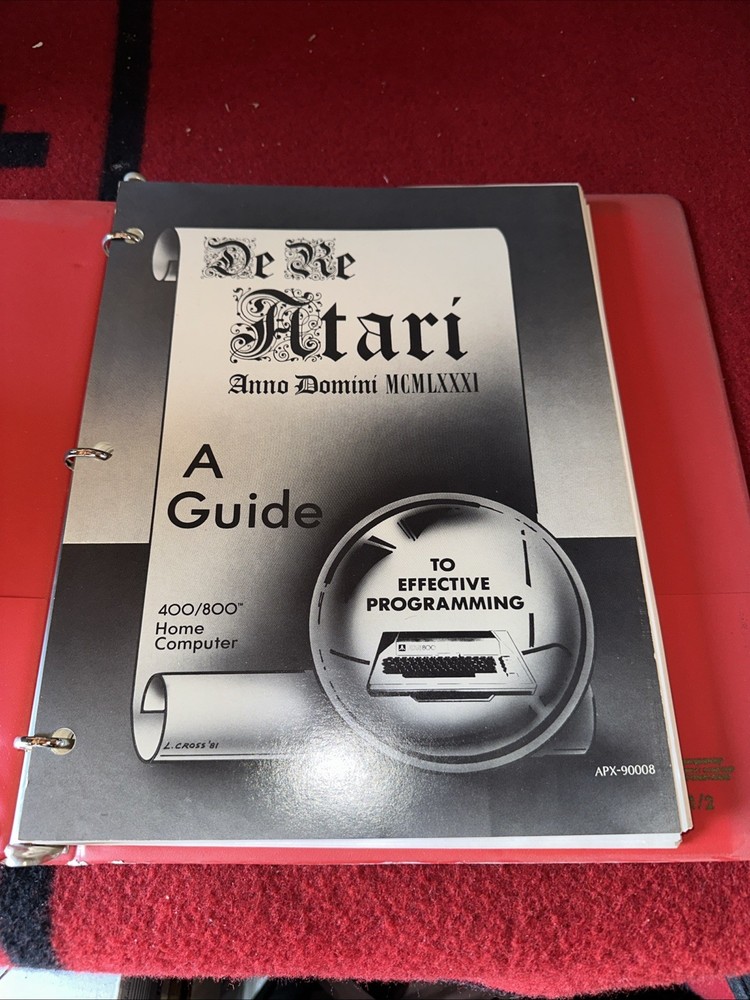 De Re
Atari
Anno Domini MCMLXXXI
A
Guide
TO
EFFECTIVE
PROGRAMMING
400/800™
Home
Computer
L. CROSS '81
APX-90008